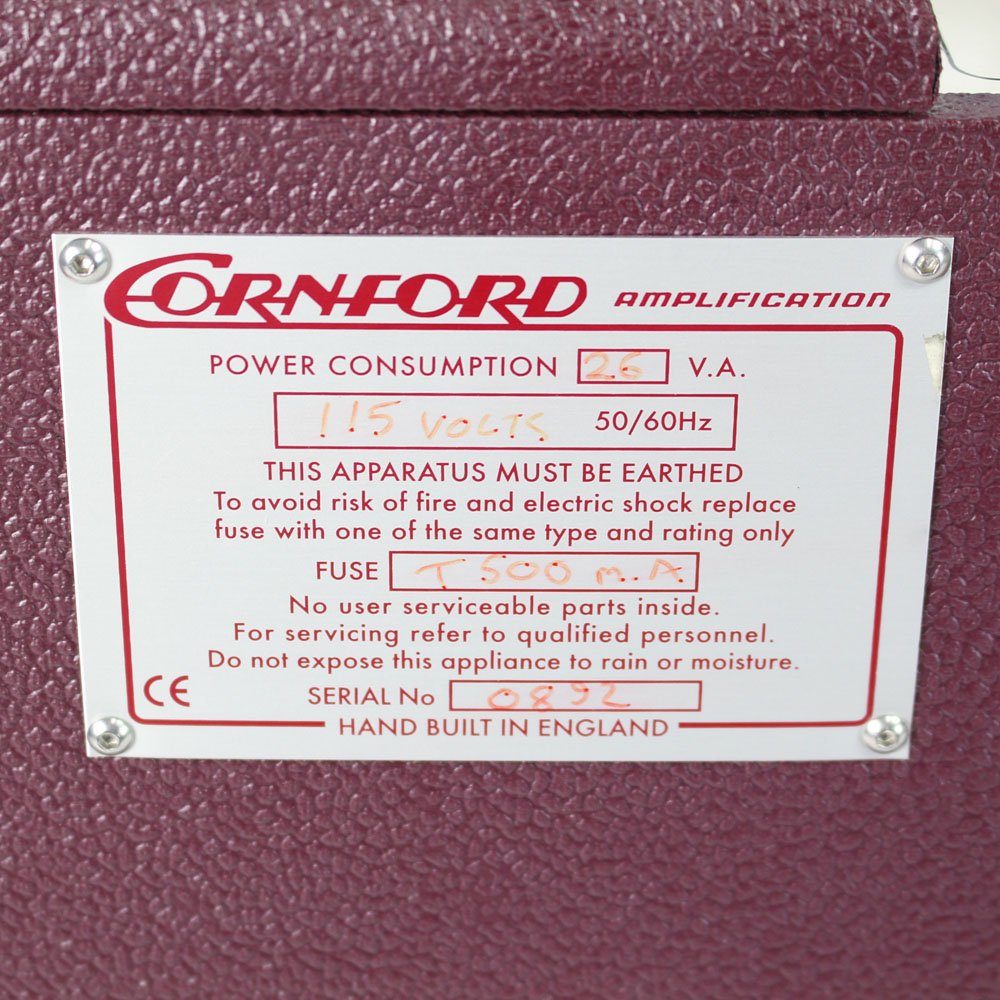 CORNFORD AMPLIFICATION
POWER CONSUMPTION 26 V.A.
115 VOLTS 50/60Hz
THIS APPARATUS MUST BE EARTHED
To avoid risk of fire and electric shock replace
fuse with one of the same type and rating only
FUSE T 500 m.A
No user serviceable parts inside.
For servicing refer to qualified personnel.
Do not expose this appliance to rain or moisture.
CE SERIAL No 0892
HAND BUILT IN ENGLAND